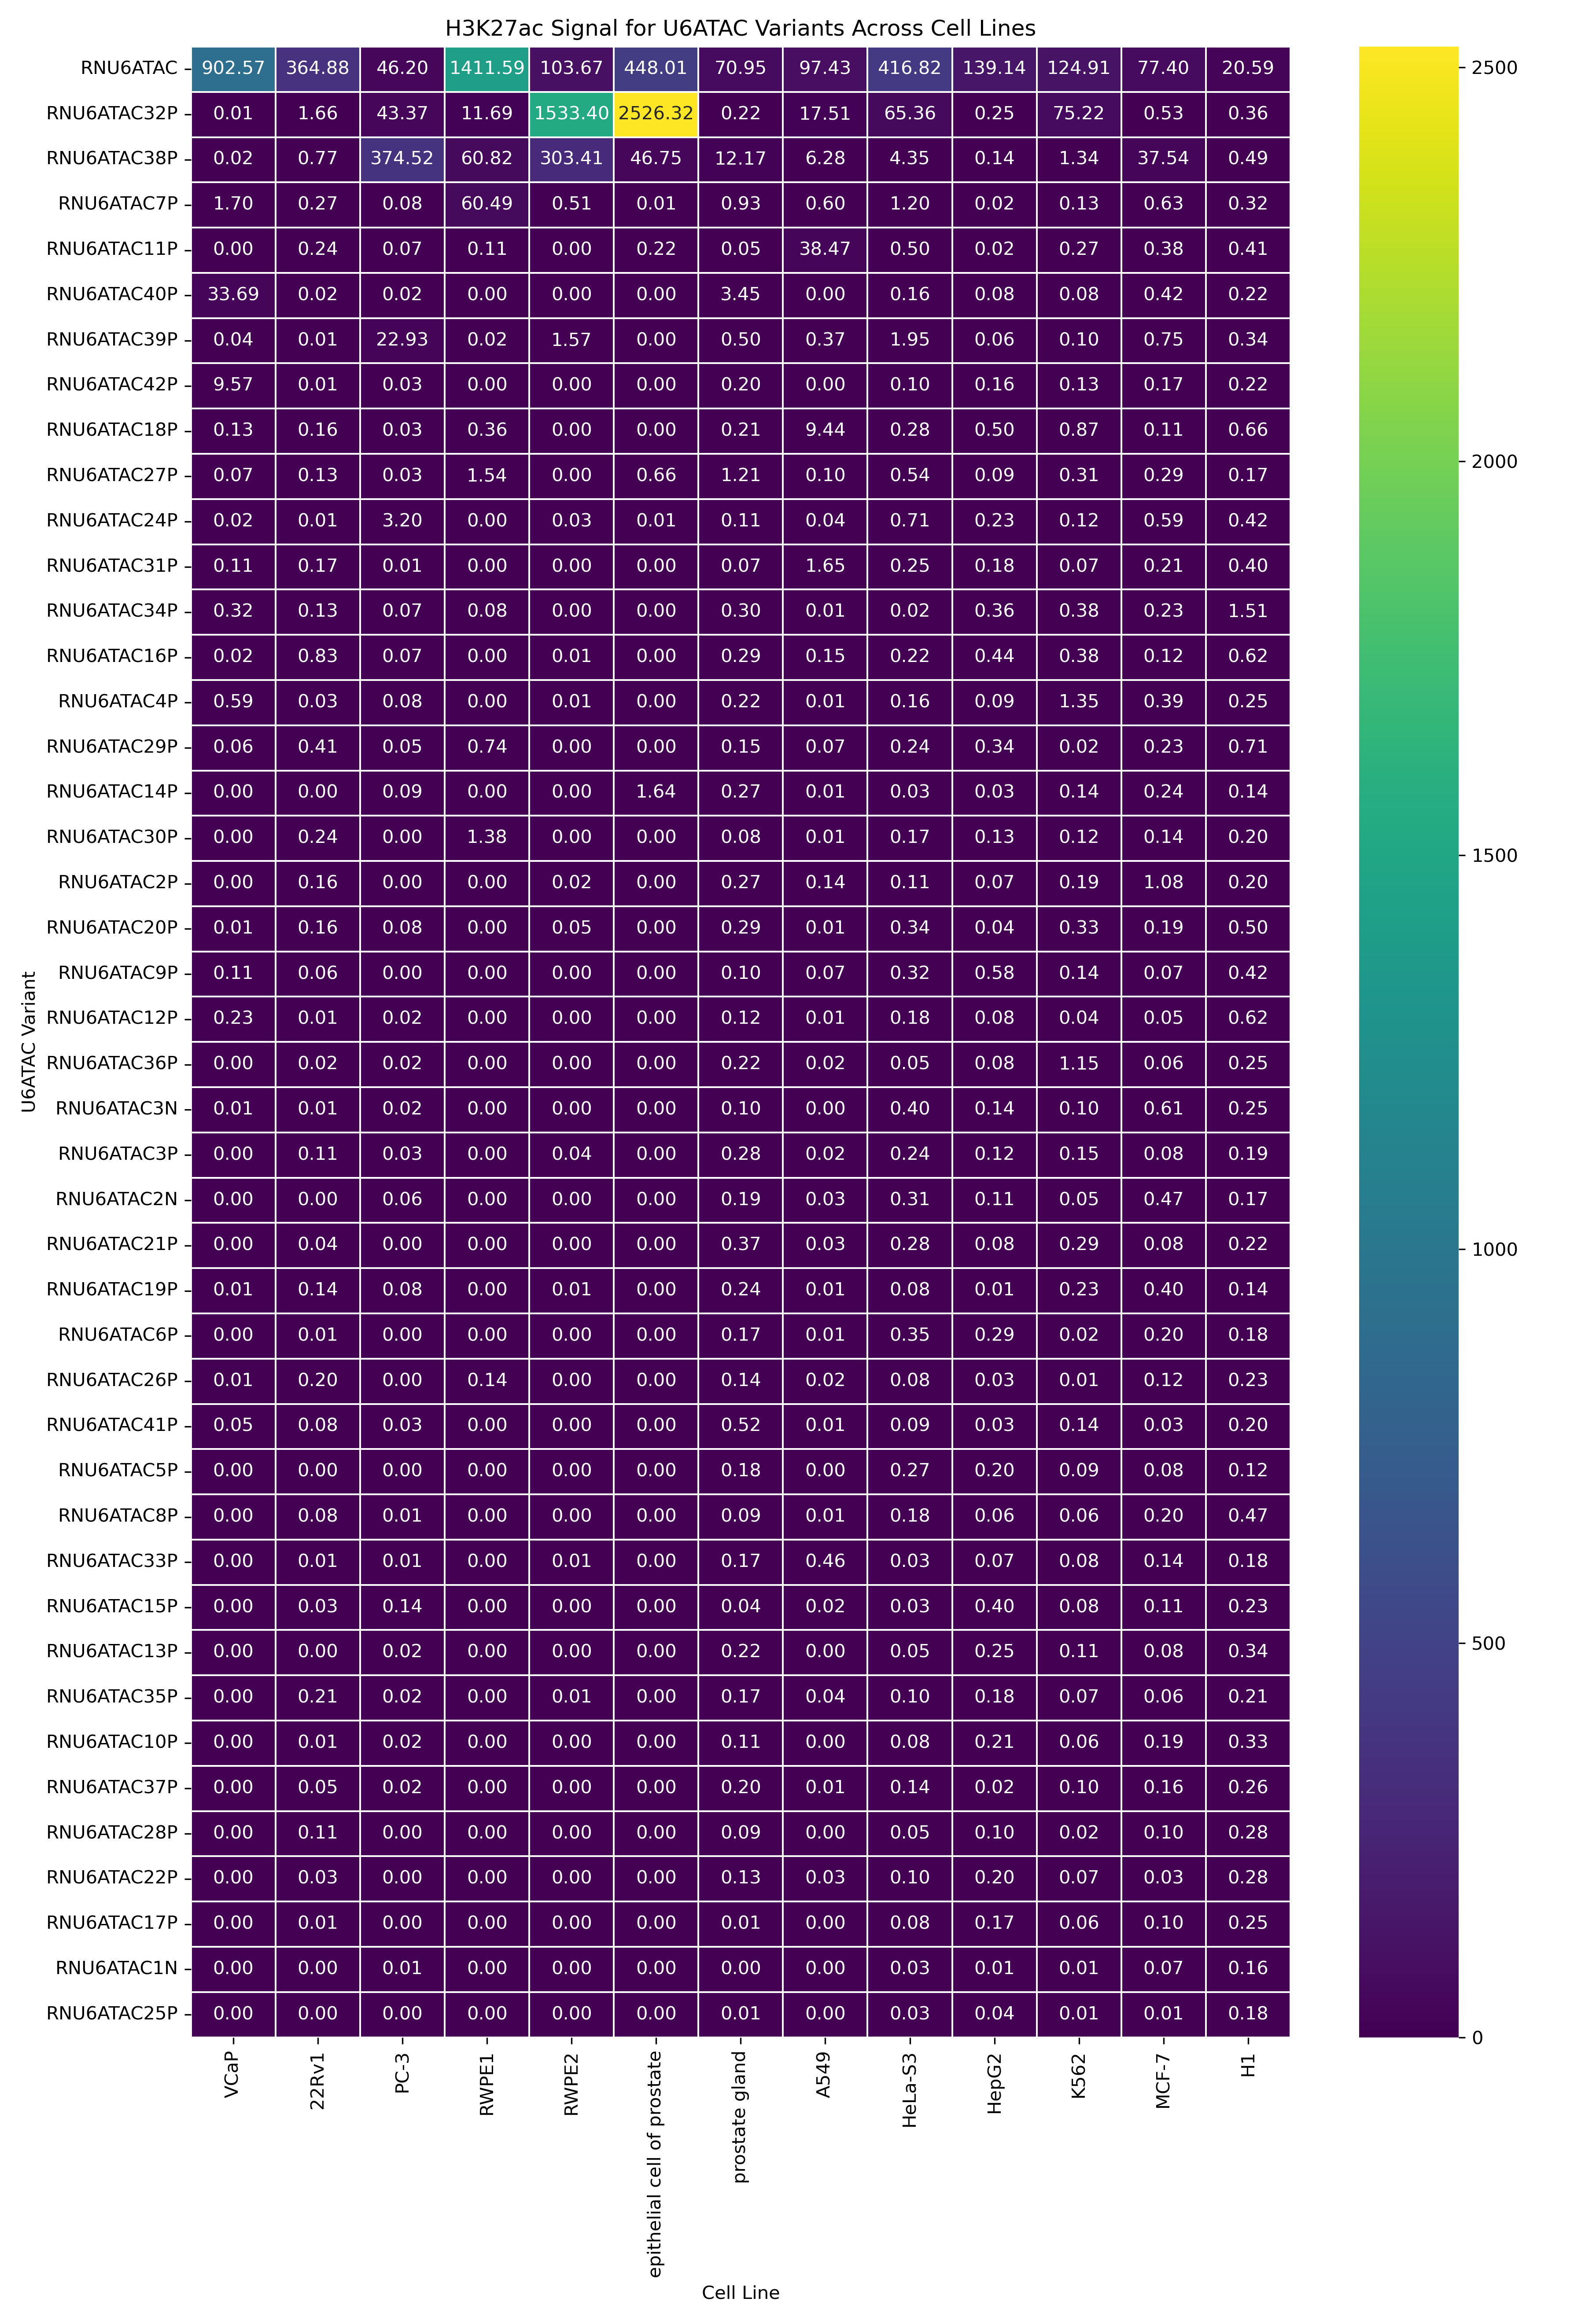 H3K27ac Signal for U6ATAC Variants Across Cell Lines
RNU6ATAC 902.57 364.88 46.20 1411.59 103.67 448.01 70.95 97.43 416.82 139.14 124.91 77.40 20.59
RNU6ATAC32P 0.01 1.66 43.37 11.69 1533.40 2526.32 0.22 17.51 65.36 0.25 75.22 0.53 0.36
RNU6ATAC38P 0.02 0.77 374.52 60.82 303.41 46.75 12.17 6.28 4.35 0.14 1.34 37.54 0.49
RNU6ATAC7P 1.70 0.27 0.08 60.49 0.51 0.01 0.93 0.60 1.20 0.02 0.13 0.63 0.32
RNU6ATAC11P 0.00 0.24 0.07 0.11 0.00 0.22 0.05 38.47 0.50 0.02 0.27 0.38 0.41
RNU6ATAC40P 33.69 0.02 0.02 0.00 0.00 0.00 3.45 0.00 0.16 0.08 0.08 0.42 0.22
RNU6ATAC39P 0.04 0.01 22.93 0.02 1.57 0.00 0.50 0.37 1.95 0.06 0.10 0.75 0.34
RNU6ATAC42P 9.57 0.01 0.03 0.00 0.00 0.00 0.20 0.00 0.10 0.16 0.13 0.17 0.22
RNU6ATAC18P 0.13 0.16 0.03 0.36 0.00 0.00 0.21 9.44 0.28 0.50 0.87 0.11 0.66
RNU6ATAC27P 0.07 0.13 0.03 1.54 0.00 0.66 1.21 0.10 0.54 0.09 0.31 0.29 0.17
RNU6ATAC24P 0.02 0.01 3.20 0.00 0.03 0.01 0.11 0.04 0.71 0.23 0.12 0.59 0.42
RNU6ATAC31P 0.11 0.17 0.01 0.00 0.00 0.00 0.07 1.65 0.25 0.18 0.07 0.21 0.40
RNU6ATAC34P 0.32 0.13 0.07 0.08 0.00 0.00 0.30 0.01 0.02 0.36 0.38 0.23 1.51
RNU6ATAC16P 0.02 0.83 0.07 0.00 0.01 0.00 0.29 0.15 0.22 0.44 0.38 0.12 0.62
RNU6ATAC4P 0.59 0.03 0.08 0.00 0.01 0.00 0.22 0.01 0.16 0.09 1.35 0.39 0.25
RNU6ATAC29P 0.06 0.41 0.05 0.74 0.00 0.00 0.15 0.07 0.24 0.34 0.02 0.23 0.71
RNU6ATAC14P 0.00 0.00 0.09 0.00 0.00 1.64 0.27 0.01 0.03 0.03 0.14 0.24 0.14
RNU6ATAC30P 0.00 0.24 0.00 1.38 0.00 0.00 0.08 0.01 0.17 0.13 0.12 0.14 0.20
RNU6ATAC2P 0.00 0.16 0.00 0.00 0.02 0.00 0.27 0.14 0.11 0.07 0.19 1.08 0.20
RNU6ATAC20P 0.01 0.16 0.08 0.00 0.05 0.00 0.29 0.01 0.34 0.04 0.33 0.19 0.50
RNU6ATAC9P 0.11 0.06 0.00 0.00 0.00 0.00 0.10 0.07 0.32 0.58 0.14 0.07 0.42
RNU6ATAC12P 0.23 0.01 0.02 0.00 0.00 0.00 0.12 0.01 0.18 0.08 0.04 0.05 0.62
RNU6ATAC36P 0.00 0.02 0.02 0.00 0.00 0.00 0.22 0.02 0.05 0.08 1.15 0.06 0.25
RNU6ATAC3N 0.01 0.01 0.02 0.00 0.00 0.00 0.10 0.00 0.40 0.14 0.10 0.61 0.25
RNU6ATAC3P 0.00 0.11 0.03 0.00 0.04 0.00 0.28 0.02 0.24 0.12 0.15 0.08 0.19
RNU6ATAC2N 0.00 0.00 0.06 0.00 0.00 0.00 0.19 0.03 0.31 0.11 0.05 0.47 0.17
RNU6ATAC21P 0.00 0.04 0.00 0.00 0.00 0.00 0.37 0.03 0.28 0.08 0.29 0.08 0.22
RNU6ATAC19P 0.01 0.14 0.08 0.00 0.01 0.00 0.24 0.01 0.08 0.01 0.23 0.40 0.14
RNU6ATAC6P 0.00 0.01 0.00 0.00 0.00 0.00 0.17 0.01 0.35 0.29 0.02 0.20 0.18
RNU6ATAC26P 0.01 0.20 0.00 0.14 0.00 0.00 0.14 0.02 0.08 0.03 0.01 0.12 0.23
RNU6ATAC41P 0.05 0.08 0.03 0.00 0.00 0.00 0.52 0.01 0.09 0.03 0.14 0.03 0.20
RNU6ATAC5P 0.00 0.00 0.00 0.00 0.00 0.00 0.18 0.00 0.27 0.20 0.09 0.08 0.12
RNU6ATAC8P 0.00 0.08 0.01 0.00 0.00 0.00 0.09 0.01 0.18 0.06 0.06 0.20 0.47
RNU6ATAC33P 0.00 0.01 0.01 0.00 0.01 0.00 0.17 0.46 0.03 0.07 0.08 0.14 0.18
RNU6ATAC15P 0.00 0.03 0.14 0.00 0.00 0.00 0.04 0.02 0.03 0.40 0.08 0.11 0.23
RNU6ATAC13P 0.00 0.00 0.02 0.00 0.00 0.00 0.22 0.00 0.05 0.25 0.11 0.08 0.34
RNU6ATAC35P 0.00 0.21 0.02 0.00 0.01 0.00 0.17 0.04 0.10 0.18 0.07 0.06 0.21
RNU6ATAC10P 0.00 0.01 0.02 0.00 0.00 0.00 0.11 0.00 0.08 0.21 0.06 0.19 0.33
RNU6ATAC37P 0.00 0.05 0.02 0.00 0.00 0.00 0.20 0.01 0.14 0.02 0.10 0.16 0.26
RNU6ATAC28P 0.00 0.11 0.00 0.00 0.00 0.00 0.09 0.00 0.05 0.10 0.02 0.10 0.28
RNU6ATAC22P 0.00 0.03 0.00 0.00 0.00 0.00 0.13 0.03 0.10 0.20 0.07 0.03 0.28
RNU6ATAC17P 0.00 0.01 0.00 0.00 0.00 0.00 0.01 0.00 0.08 0.17 0.06 0.10 0.25
RNU6ATAC1N 0.00 0.00 0.01 0.00 0.00 0.00 0.00 0.00 0.03 0.01 0.01 0.07 0.16
RNU6ATAC25P 0.00 0.00 0.00 0.00 0.00 0.00 0.01 0.00 0.03 0.04 0.01 0.01 0.18
U6ATAC Variant
VCaP
22Rv1
PC-3
RWPE1
RWPE2
epithelial cell of prostate
prostate gland
A549
HeLa-S3
HepG2
K562
MCF-7
H1
Cell Line
2500
2000
1500
1000
500
0